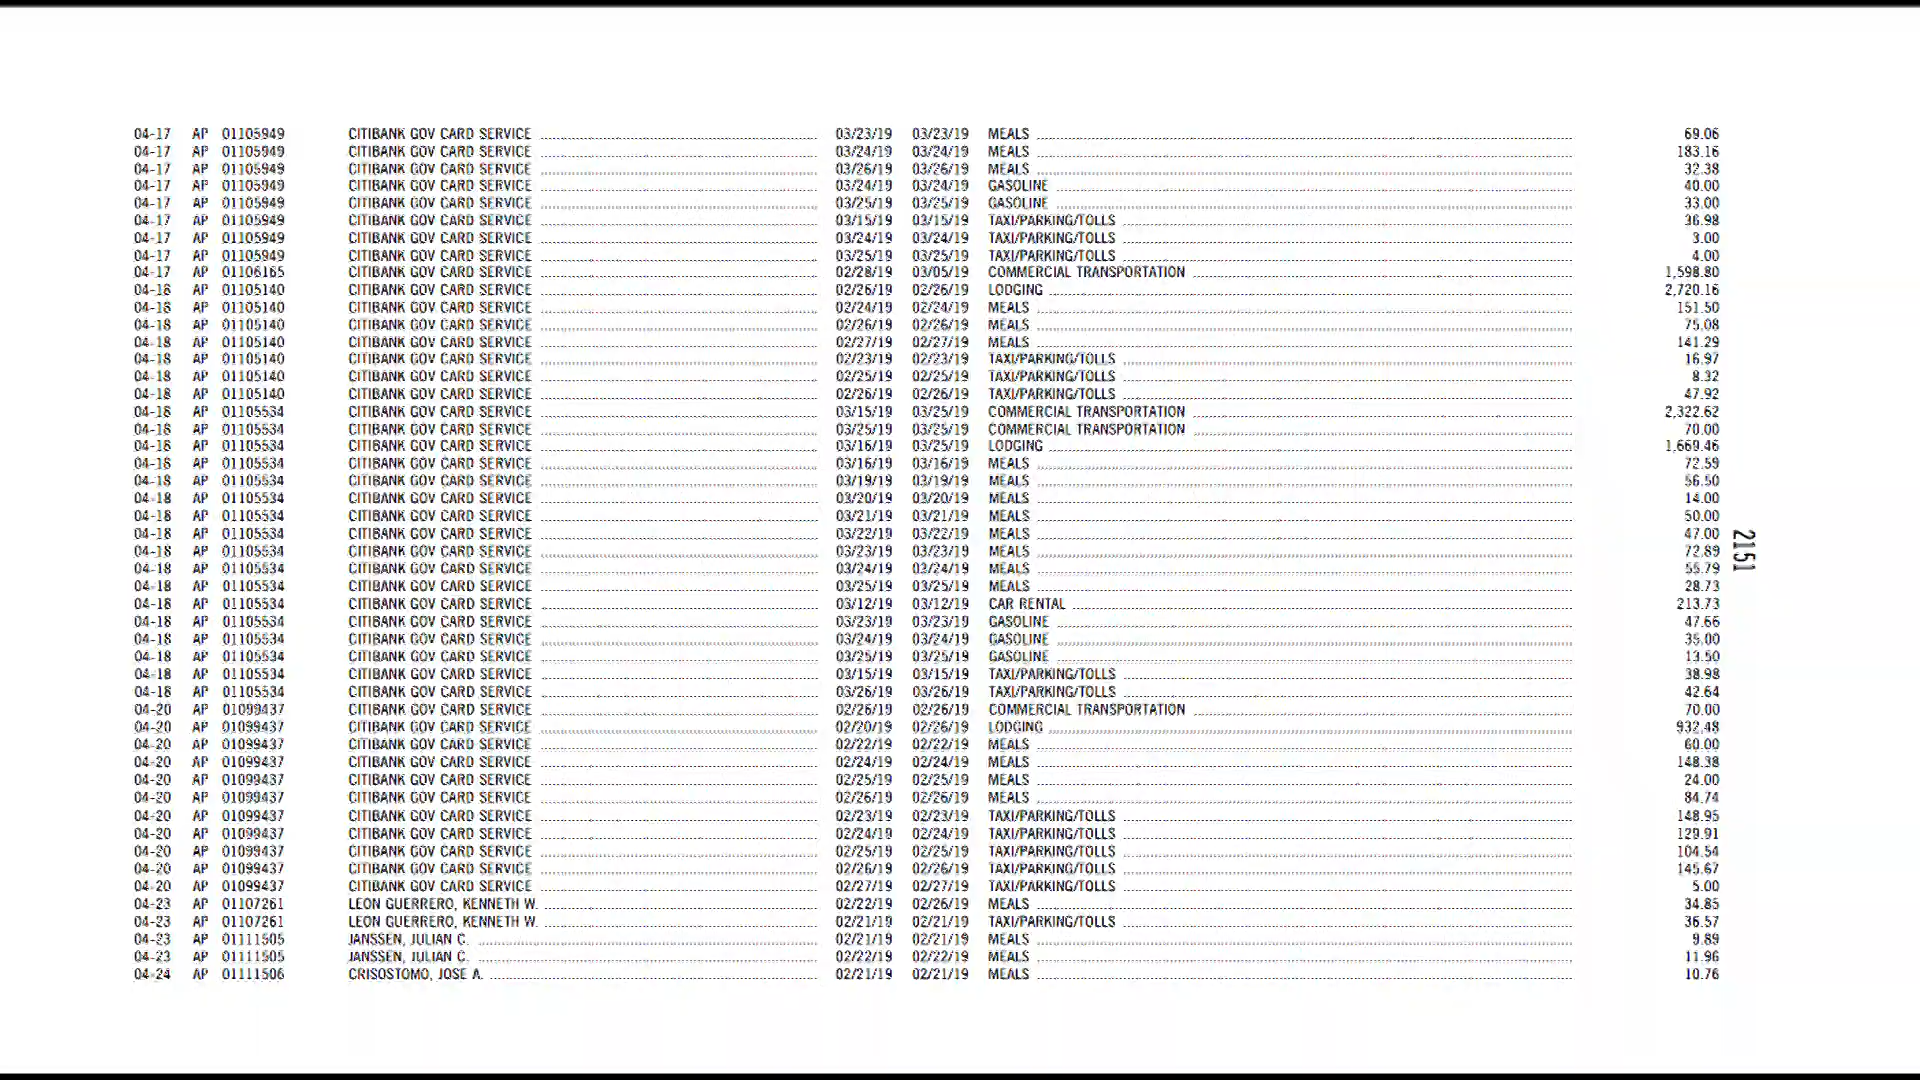 04-17 AP 01105949 CITIBANK GOV CARD SERVICE 03/23/19 03/23/19 MEALS 69.06
04-17 AP 01105949 CITIBANK GOV CARD SERVICE 03/24/19 03/24/19 MEALS 183.16
04-17 AP 01105949 CITIBANK GOV CARD SERVICE 03/26/19 03/26/19 MEALS 32.38
04-17 AP 01105949 CITIBANK GOV CARD SERVICE 03/24/19 03/24/19 GASOLINE 40.00
04-17 AP 01105949 CITIBANK GOV CARD SERVICE 03/25/19 03/25/19 GASOLINE 33.00
04-17 AP 01105949 CITIBANK GOV CARD SERVICE 03/15/19 03/15/19 TAXI/PARKING/TOLLS 36.98
04-17 AP 01105949 CITIBANK GOV CARD SERVICE 03/24/19 03/24/19 TAXI/PARKING/TOLLS 3.00
04-17 AP 01105949 CITIBANK GOV CARD SERVICE 03/25/19 03/25/19 TAXI/PARKING/TOLLS 4.00
04-17 AP 01106165 CITIBANK GOV CARD SERVICE 02/28/19 03/05/19 COMMERCIAL TRANSPORTATION 1,598.80
04-18 AP 01105140 CITIBANK GOV CARD SERVICE 02/26/19 02/26/19 LODGING 2,720.16
04-18 AP 01105140 CITIBANK GOV CARD SERVICE 02/24/19 02/24/19 MEALS 151.50
04-18 AP 01105140 CITIBANK GOV CARD SERVICE 02/26/19 02/26/19 MEALS 75.08
04-18 AP 01105140 CITIBANK GOV CARD SERVICE 02/27/19 02/27/19 MEALS 141.29
04-18 AP 01105140 CITIBANK GOV CARD SERVICE 02/23/19 02/23/19 TAXI/PARKING/TOLLS 16.97
04-18 AP 01105140 CITIBANK GOV CARD SERVICE 02/25/19 02/25/19 TAXI/PARKING/TOLLS 8.32
04-18 AP 01105140 CITIBANK GOV CARD SERVICE 02/26/19 02/26/19 TAXI/PARKING/TOLLS 47.92
04-18 AP 01105534 CITIBANK GOV CARD SERVICE 03/15/19 03/25/19 COMMERCIAL TRANSPORTATION 2,322.62
04-18 AP 01105534 CITIBANK GOV CARD SERVICE 03/25/19 03/25/19 COMMERCIAL TRANSPORTATION 70.00
04-18 AP 01105534 CITIBANK GOV CARD SERVICE 03/16/19 03/25/19 LODGING 1,669.46
04-18 AP 01105534 CITIBANK GOV CARD SERVICE 03/16/19 03/16/19 MEALS 72.59
04-18 AP 01105534 CITIBANK GOV CARD SERVICE 03/19/19 03/19/19 MEALS 56.50
04-18 AP 01105534 CITIBANK GOV CARD SERVICE 03/20/19 03/20/19 MEALS 14.00
04-18 AP 01105534 CITIBANK GOV CARD SERVICE 03/21/19 03/21/19 MEALS 50.00
04-18 AP 01105534 CITIBANK GOV CARD SERVICE 03/22/19 03/22/19 MEALS 47.00
04-18 AP 01105534 CITIBANK GOV CARD SERVICE 03/23/19 03/23/19 MEALS 72.89
04-18 AP 01105534 CITIBANK GOV CARD SERVICE 03/24/19 03/24/19 MEALS 55.79
04-18 AP 01105534 CITIBANK GOV CARD SERVICE 03/25/19 03/25/19 MEALS 28.73
04-18 AP 01105534 CITIBANK GOV CARD SERVICE 03/12/19 03/12/19 CAR RENTAL 213.73
04-18 AP 01105534 CITIBANK GOV CARD SERVICE 03/23/19 03/23/19 GASOLINE 47.66
04-18 AP 01105534 CITIBANK GOV CARD SERVICE 03/24/19 03/24/19 GASOLINE 35.00
04-18 AP 01105534 CITIBANK GOV CARD SERVICE 03/25/19 03/25/19 GASOLINE 13.50
04-18 AP 01105534 CITIBANK GOV CARD SERVICE 03/15/19 03/15/19 TAXI/PARKING/TOLLS 38.98
04-18 AP 01105534 CITIBANK GOV CARD SERVICE 03/26/19 03/26/19 TAXI/PARKING/TOLLS 42.64
04-20 AP 01099437 CITIBANK GOV CARD SERVICE 02/26/19 02/26/19 COMMERCIAL TRANSPORTATION 70.00
04-20 AP 01099437 CITIBANK GOV CARD SERVICE 02/20/19 02/26/19 LODGING 932.48
04-20 AP 01099437 CITIBANK GOV CARD SERVICE 02/22/19 02/22/19 MEALS 60.00
04-20 AP 01099437 CITIBANK GOV CARD SERVICE 02/24/19 02/24/19 MEALS 148.38
04-20 AP 01099437 CITIBANK GOV CARD SERVICE 02/25/19 02/25/19 MEALS 24.00
04-20 AP 01099437 CITIBANK GOV CARD SERVICE 02/26/19 02/26/19 MEALS 84.74
04-20 AP 01099437 CITIBANK GOV CARD SERVICE 02/23/19 02/23/19 TAXI/PARKING/TOLLS 148.95
04-20 AP 01099437 CITIBANK GOV CARD SERVICE 02/24/19 02/24/19 TAXI/PARKING/TOLLS 129.91
04-20 AP 01099437 CITIBANK GOV CARD SERVICE 02/25/19 02/25/19 TAXI/PARKING/TOLLS 104.54
04-20 AP 01099437 CITIBANK GOV CARD SERVICE 02/26/19 02/26/19 TAXI/PARKING/TOLLS 145.67
04-20 AP 01099437 CITIBANK GOV CARD SERVICE 02/27/19 02/27/19 TAXI/PARKING/TOLLS 5.00
04-23 AP 01107261 LEON GUERRERO, KENNETH W. 02/22/19 02/26/19 MEALS 34.85
04-23 AP 01107261 LEON GUERRERO, KENNETH W. 02/21/19 02/21/19 TAXI/PARKING/TOLLS 36.57
04-23 AP 01111505 JANSSEN, JULIAN C. 02/21/19 02/21/19 MEALS 9.89
04-23 AP 01111505 JANSSEN, JULIAN C. 02/22/19 02/22/19 MEALS 11.96
04-24 AP 01111506 CRISOSTOMO, JOSE A. 02/21/19 02/21/19 MEALS 10.76
2151